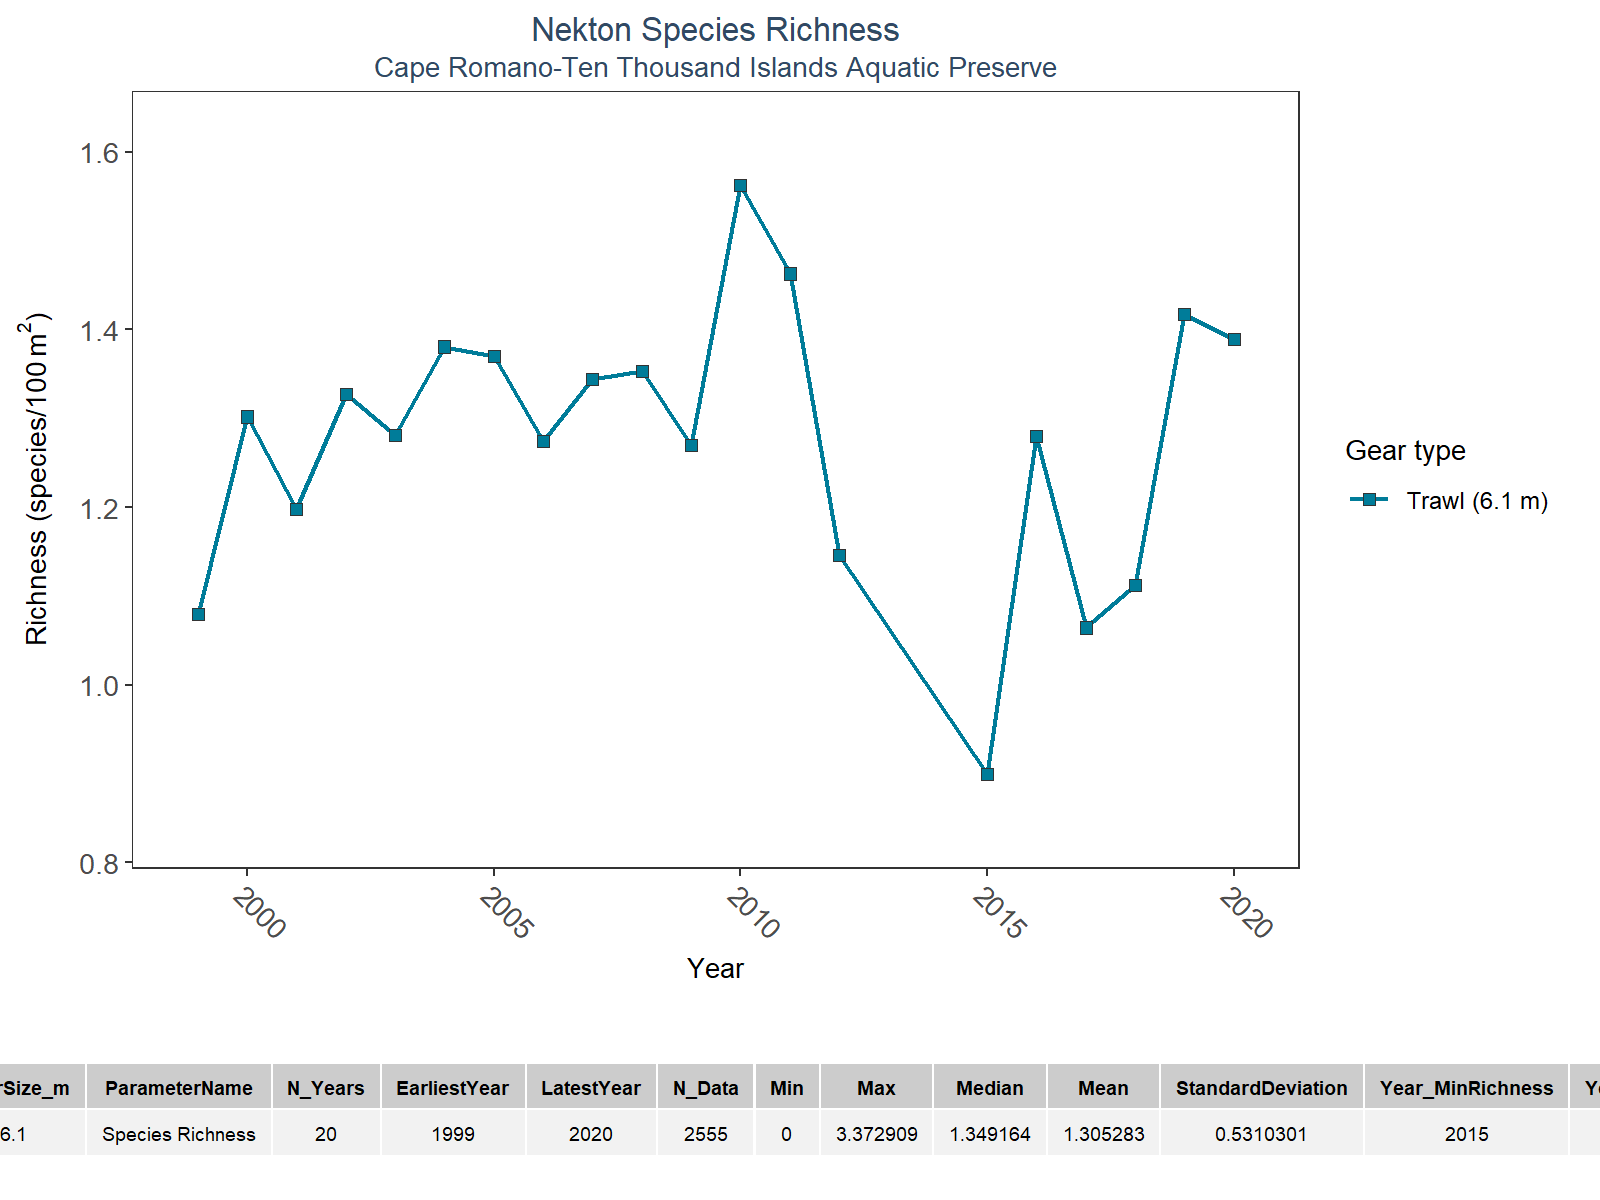 Nekton Species Richness
Cape Romano-Ten Thousand Islands Aquatic Preserve
Richness (species/100 m²)
1.6
1.4
1.2
1.0
0.8
2000
2005
2010
2015
2020
Year
Gear type
Trawl (6.1 m)
rSize_m ParameterName N_Years EarliestYear LatestYear N_Data Min Max Median Mean StandardDeviation Year_MinRichness
6.1 Species Richness 20 1999 2020 2555 0 3.372909 1.349164 1.305283 0.5310301 2015